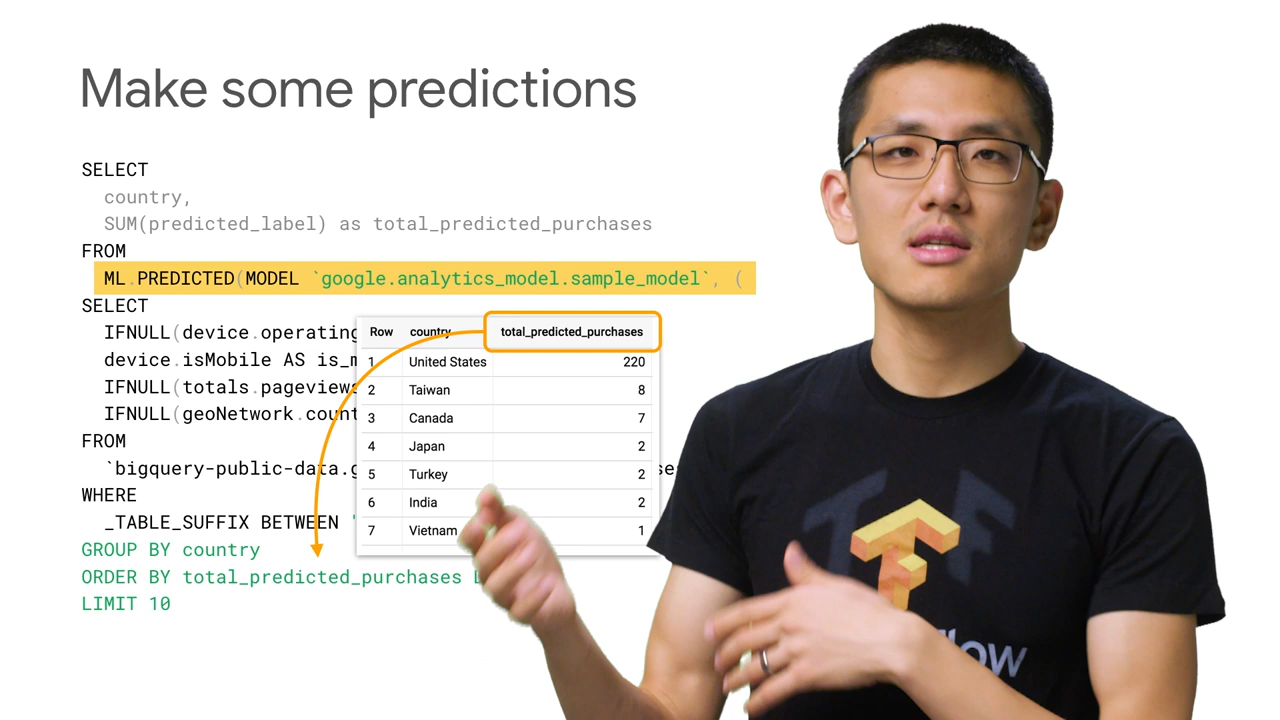 Make some predictions
SELECT
country,
SUM(predicted_label) as total_predicted_purchases
FROM
ML.PREDICTED(MODEL `google.analytics_model.sample_model`, (
SELECT
IFNULL(device.operating
device.isMobile AS is_m
IFNULL(totals.pageviews
IFNULL(geoNetwork.count
FROM
`bigquery-public-data.g
WHERE
_TABLE_SUFFIX BETWEEN '
GROUP BY country
ORDER BY total_predicted_purchases
LIMIT 10
Row country total_predicted_purchases
1 United States 220
2 Taiwan 8
3 Canada 7
4 Japan 2
5 Turkey 2
6 India 2
7 Vietnam 1